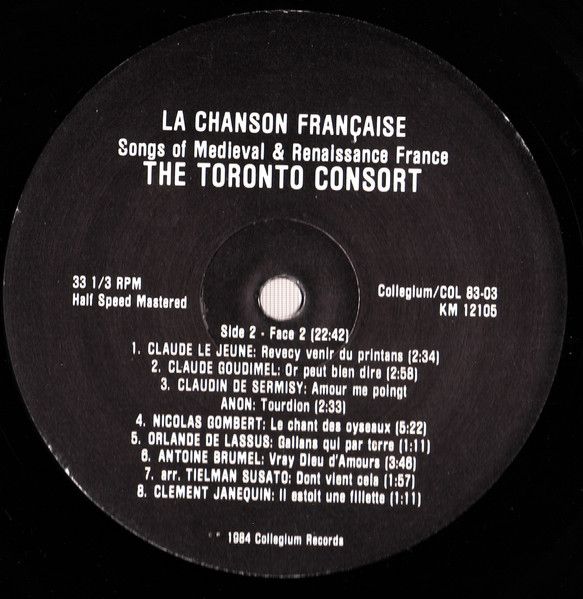 LA CHANSON FRANÇAISE
Songs of Medieval & Renaissance France
THE TORONTO CONSORT
33 1/3 RPM
Half Speed Mastered
Collegium/COL 83-03
KM 12105
Side 2 - Face 2 (22:42)
1. CLAUDE LE JEUNE: Revecy venir du printans (2:34)
2. CLAUDE GOUDIMEL: Or peut bien dire (2:58)
3. CLAUDIN DE SERMISY: Amour me poingt
ANON: Tourdion (2:33)
4. NICOLAS GOMBERT: Le chant des oyseaux (5:22)
5. ORLANDE DE LASSUS: Gallans qui par terre (1:11)
6. ANTOINE BRUMEL: Vray Dieu d'Amours (3:46)
7. arr. TIELMAN SUSATO: Dont vient cela (1:57)
8. CLEMENT JANEQUIN: Il estoit une fillette (1:11)
1984 Collegium Records